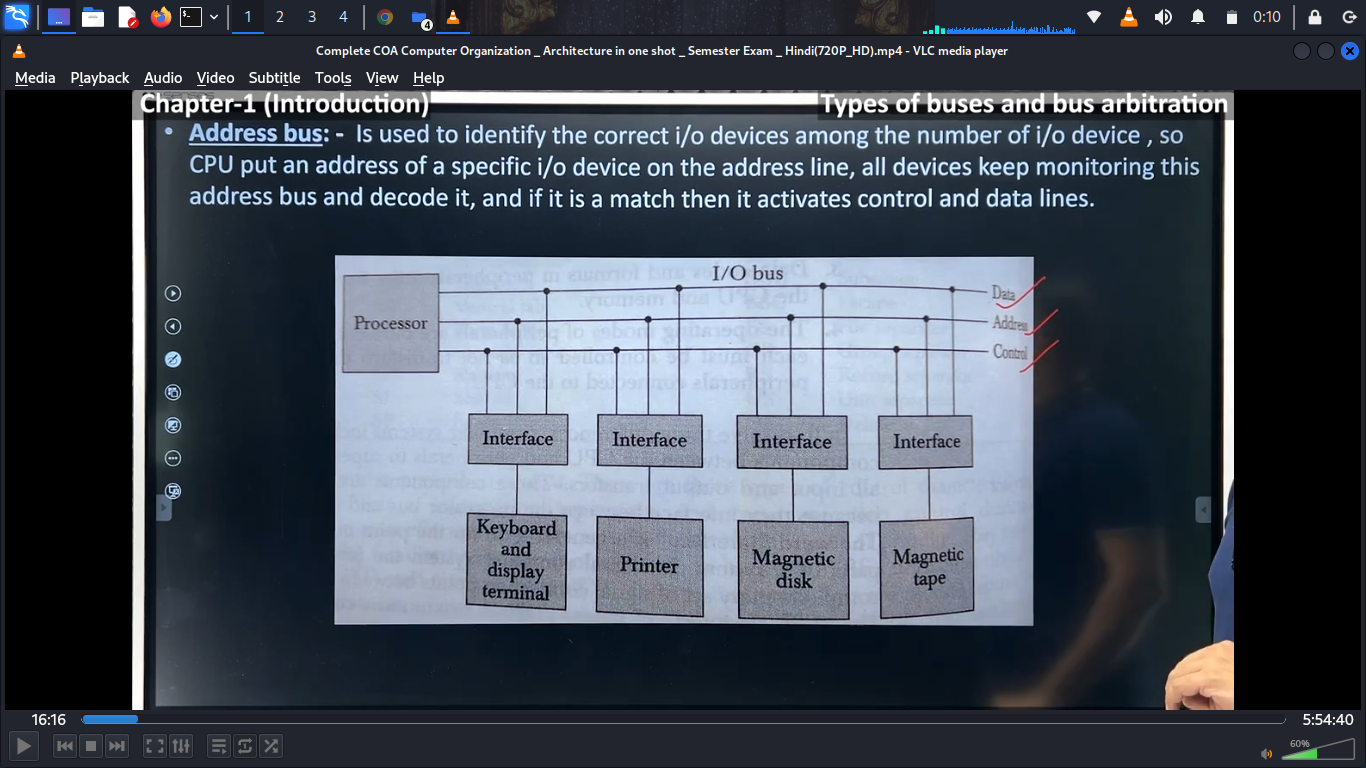 1 2 3 4
4
0:10
Complete COA Computer Organization _ Architecture in one shot _ Semester Exam _ Hindi(720P_HD).mp4 - VLC media player
Media Playback Audio Video Subtitle Tools View Help
Chapter-1 (Introduction)
Types of buses and bus arbitration
• Address bus: - Is used to identify the correct i/o devices among the number of i/o device , so
CPU put an address of a specific i/o device on the address line, all devices keep monitoring this
address bus and decode it, and if it is a match then it activates control and data lines.
I/O bus
Data
Processor
Address
Control
Interface Interface Interface Interface
Keyboard
and
display
terminal
Printer
Magnetic
disk
Magnetic
tape
16:16
5:54:40
60%